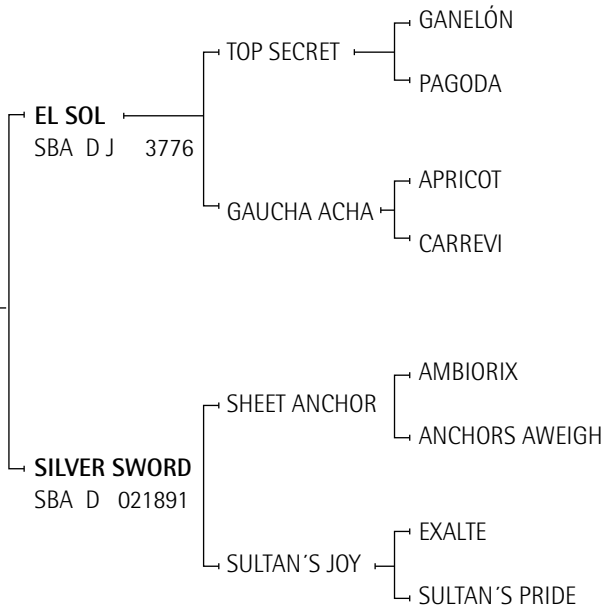 GANELÓN
TOP SECRET
PAGODA
EL SOL
SBA D J 3776
APRICOT
GAUCHA ACHA
CARREVI
AMBIORIX
SHEET ANCHOR
ANCHORS AWEIGH
SILVER SWORD
SBA D 021891
EXALTE
SULTAN´S JOY
SULTAN´S PRIDE